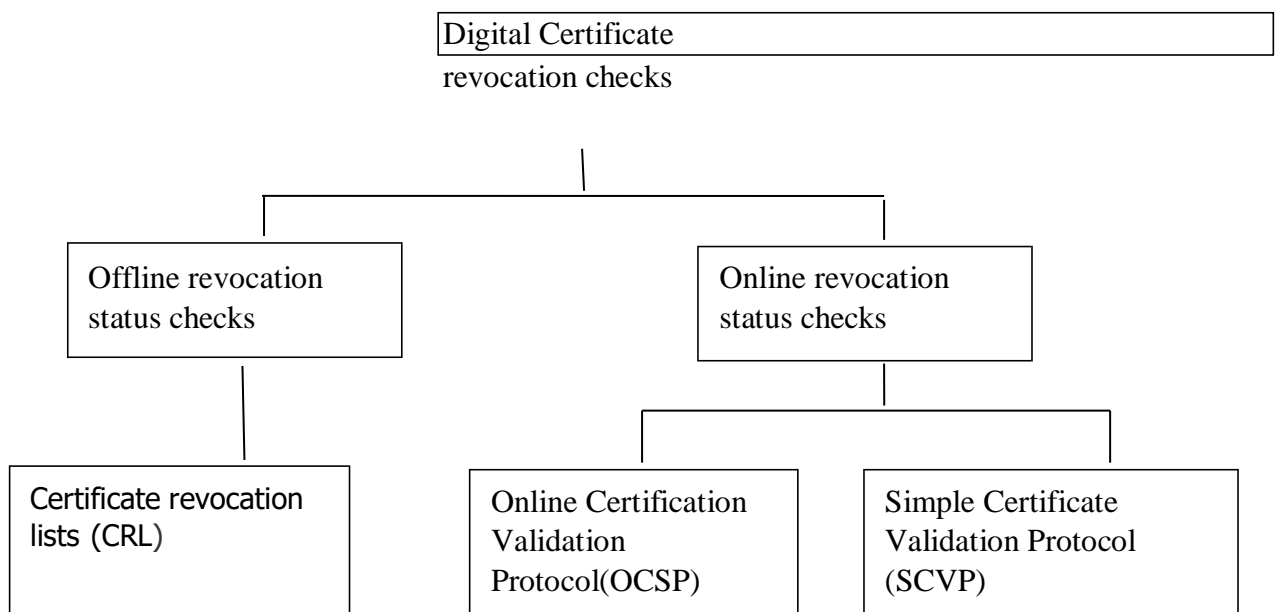 Digital Certificate
revocation checks
Offline revocation
status checks
Online revocation
status checks
Certificate revocation
lists (CRL)
Online Certification
Validation
Protocol(OCSP)
Simple Certificate
Validation Protocol
(SCVP)